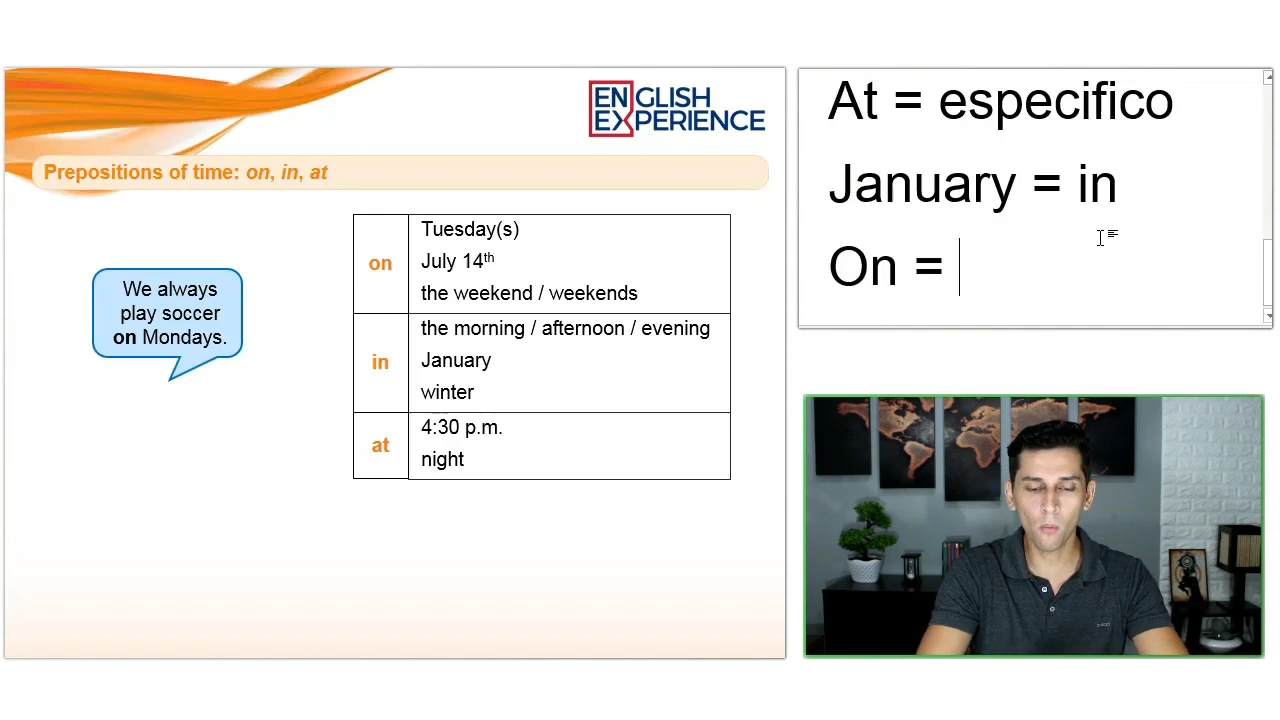 ENGLISH
EXPERIENCE
Prepositions of time: on, in, at
We always
play soccer
on Mondays.
on
Tuesday(s)
July 14th
the weekend / weekends
in
the morning / afternoon / evening
January
winter
at
4:30 p.m.
night
At = especifico
January = in
On =